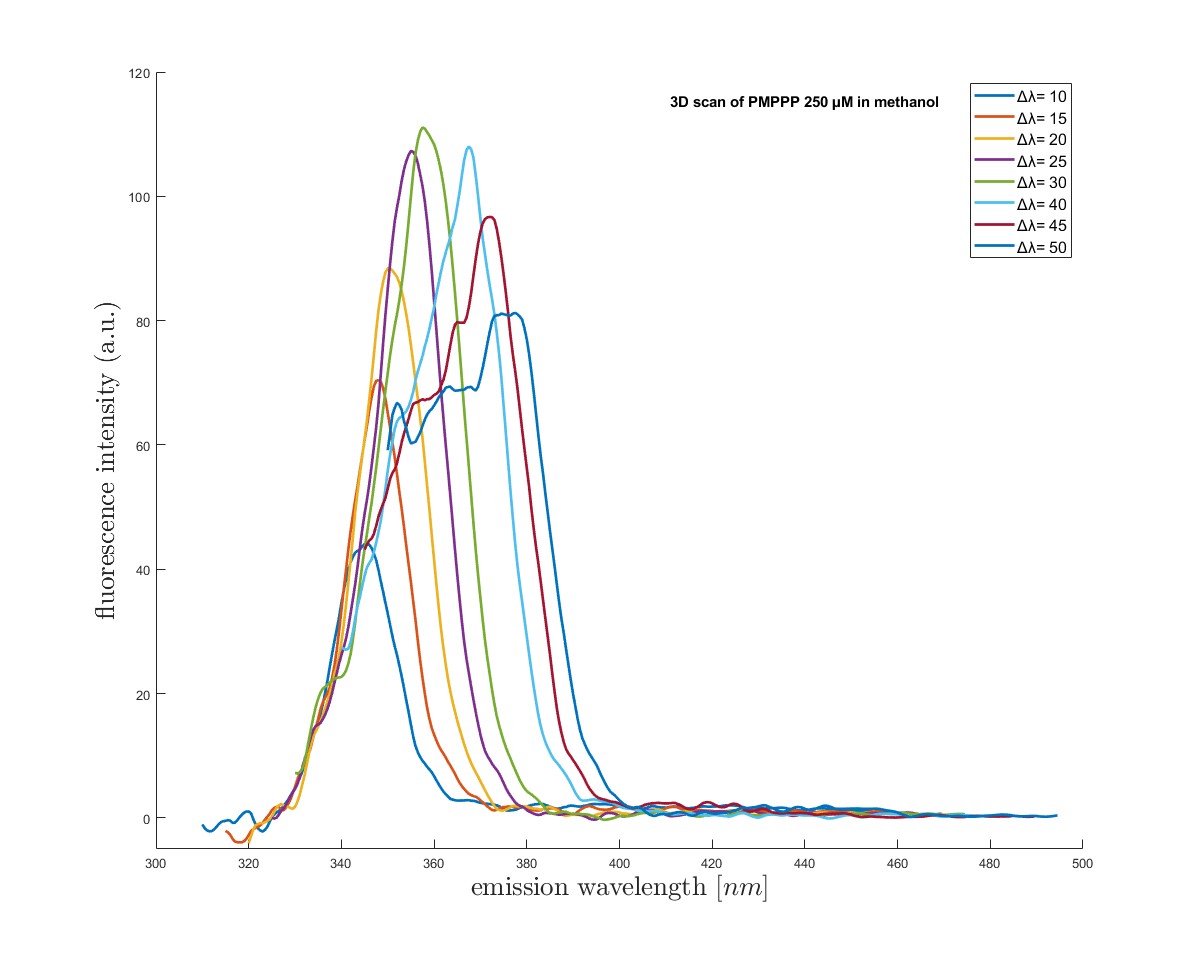 3D scan of PMPPP 250 µM in methanol
Δλ= 10
Δλ= 15
Δλ= 20
Δλ= 25
Δλ= 30
Δλ= 40
Δλ= 45
Δλ= 50
fluorescence intensity (a.u.)
120
100
80
60
40
20
0
300 320 340 360 380 400 420 440 460 480 500
emission wavelength [nm]